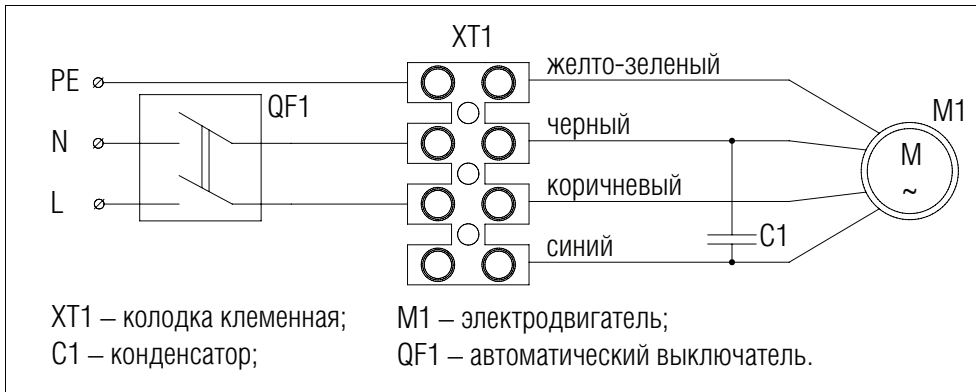 XT1
PE
желто-зеленый
QF1
M1
N
черный
M
~
L
коричневый
синий
C1
XT1 – колодка клеменная;
M1 – электродвигатель;
C1 – конденсатор;
QF1 – автоматический выключатель.